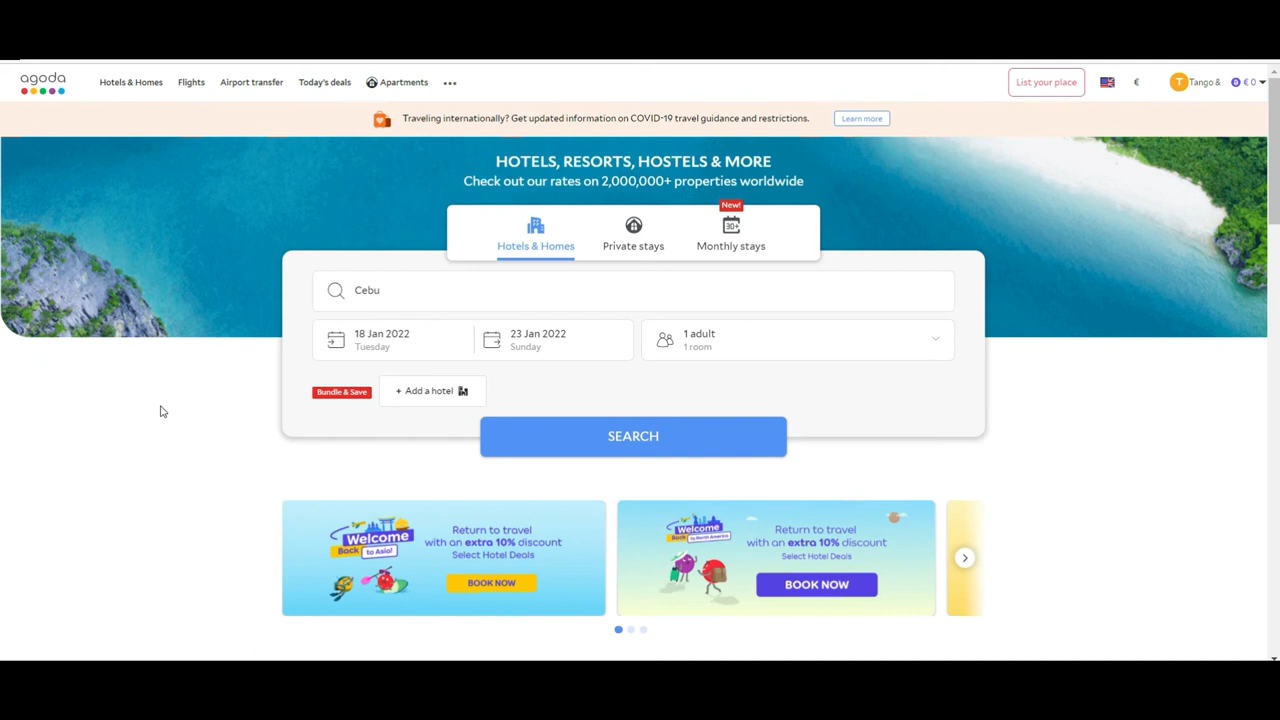 agoda
Hotels & Homes Flights Airport transfer Today's deals Apartments ••• List your place € T Tango & € 0
Traveling internationally? Get updated information on COVID-19 travel guidance and restrictions. Learn more
HOTELS, RESORTS, HOSTELS & MORE
Check out our rates on 2,000,000+ properties worldwide
New!
30+
Hotels & Homes Private stays Monthly stays
Cebu
18 Jan 2022 23 Jan 2022 1 adult
Tuesday Sunday 1 room
Bundle & Save + Add a hotel
SEARCH
Welcome Back to Asia!
Return to travel
with an extra 10% discount
Select Hotel Deals
BOOK NOW
Welcome Back to North America!
Return to travel
with an extra 10% discount
Select Hotel Deals
BOOK NOW